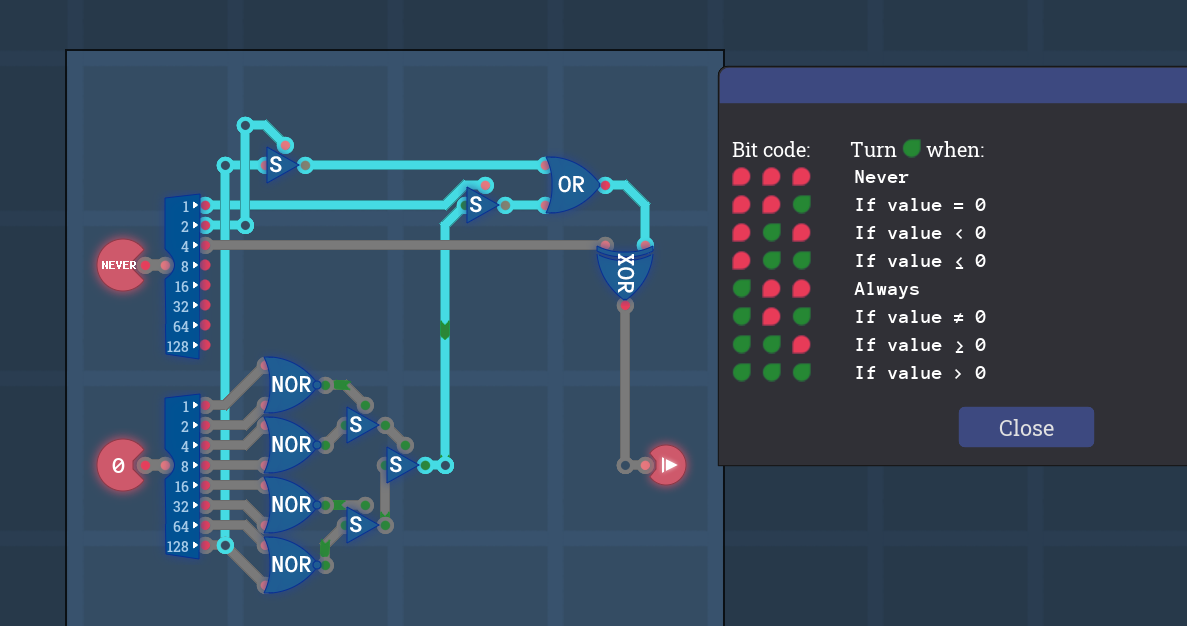 S
OR
S
1
2
4
8
16
32
64
128
NEVER
XOR
NOR
NOR
NOR
NOR
S
S
S
1
2
4
8
16
32
64
128
0
Bit code: Turn when:
Never
If value = 0
If value < 0
If value ≤ 0
Always
If value ≠ 0
If value ≥ 0
If value > 0
Close